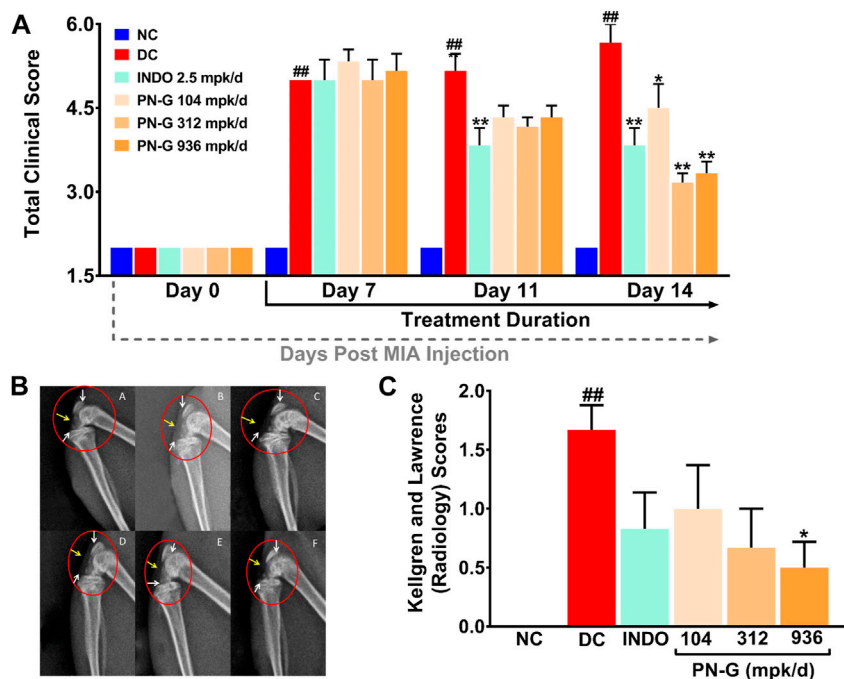 A
Total Clinical Score
6.0
4.5
3.0
1.5
NC
DC
INDO 2.5 mpk/d
PN-G 104 mpk/d
PN-G 312 mpk/d
PN-G 936 mpk/d
##
##
**
##
**
*
**
**
Day 0
Day 7
Day 11
Day 14
Treatment Duration
Days Post MIA Injection
B
A
B
C
D
E
F
C
Kellgren and Lawrence
(Radiology) Scores
2.0
1.5
1.0
0.5
0.0
##
*
NC
DC
INDO
104
312
936
PN-G (mpk/d)